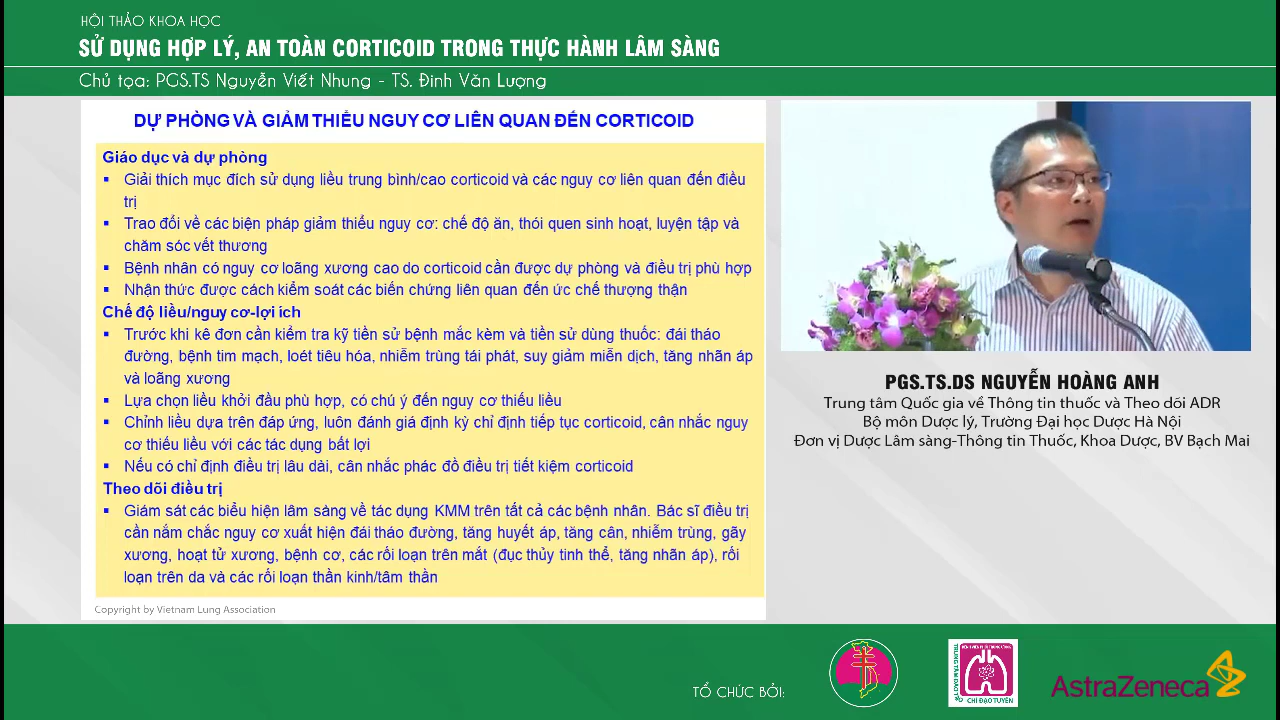 HỘI THẢO KHOA HỌC
SỬ DỤNG HỢP LÝ, AN TOÀN CORTICOID TRONG THỰC HÀNH LÂM SÀNG
Chủ tọa: PGS.TS Nguyễn Viết Nhung - TS. Đinh Văn Lượng
DỰ PHÒNG VÀ GIẢM THIỂU NGUY CƠ LIÊN QUAN ĐẾN CORTICOID
Giáo dục và dự phòng
▪ Giải thích mục đích sử dụng liều trung bình/cao corticoid và các nguy cơ liên quan đến điều
trị
▪ Trao đổi về các biện pháp giảm thiểu nguy cơ: chế độ ăn, thói quen sinh hoạt, luyện tập và
chăm sóc vết thương
▪ Bệnh nhân có nguy cơ loãng xương cao do corticoid cần được dự phòng và điều trị phù hợp
▪ Nhận thức được cách kiểm soát các biến chứng liên quan đến ức chế thượng thận
Chế độ liều/nguy cơ-lợi ích
▪ Trước khi kê đơn cần kiểm tra kỹ tiền sử bệnh mắc kèm và tiền sử dùng thuốc: đái tháo
đường, bệnh tim mạch, loét tiêu hóa, nhiễm trùng tái phát, suy giảm miễn dịch, tăng nhãn áp
và loãng xương
▪ Lựa chọn liều khởi đầu phù hợp, có chú ý đến nguy cơ thiếu liều
▪ Chỉnh liều dựa trên đáp ứng, luôn đánh giá định kỳ chỉ định tiếp tục corticoid, cân nhắc nguy
cơ thiếu liều với các tác dụng bất lợi
▪ Nếu có chỉ định điều trị lâu dài, cân nhắc phác đồ điều trị tiết kiệm corticoid
Theo dõi điều trị
▪ Giám sát các biểu hiện lâm sàng về tác dụng KMM trên tất cả các bệnh nhân. Bác sĩ điều trị
cần nắm chắc nguy cơ xuất hiện đái tháo đường, tăng huyết áp, tăng cân, nhiễm trùng, gãy
xương, hoạt tử xương, bệnh cơ, các rối loạn trên mắt (đục thủy tinh thể, tăng nhãn áp), rối
loạn trên da và các rối loạn thần kinh/tâm thần
Copyright by Vietnam Lung Association
PGS.TS.DS NGUYỄN HOÀNG ANH
Trung tâm Quốc gia về Thông tin thuốc và Theo dõi ADR
Bộ môn Dược lý, Trường Đại học Dược Hà Nội
Đơn vị Dược Lâm sàng-Thông tin Thuốc, Khoa Dược, BV Bạch Mai
TỔ CHỨC BỞI:
CHỈ ĐẠO TUYẾN
AstraZeneca